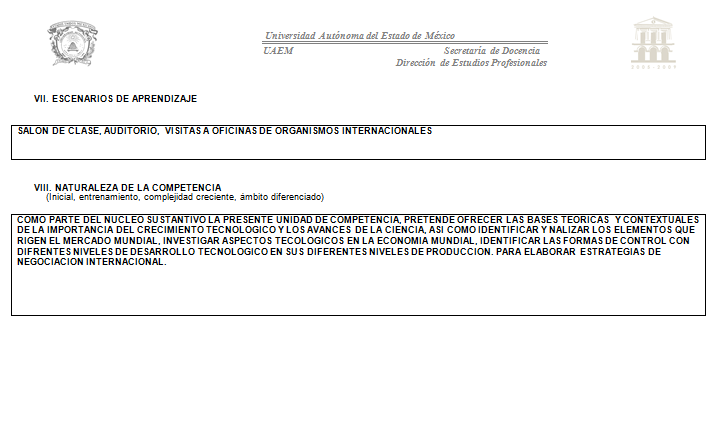 Universidad Autónoma del Estado de México
UAEM Secretaría de Docencia
Dirección de Estudios Profesionales
VII. ESCENARIOS DE APRENDIZAJE
SALON DE CLASE, AUDITORIO, VISITAS A OFICINAS DE ORGANISMOS INTERNACIONALES
VIII. NATURALEZA DE LA COMPETENCIA
(Inicial, entrenamiento, complejidad creciente, ámbito diferenciado)
COMO PARTE DEL NUCLEO SUSTANTIVO LA PRESENTE UNIDAD DE COMPETENCIA, PRETENDE OFRECER LAS BASES TEORICAS Y CONTEXTUALES
DE LA IMPORTANCIA DEL CRECIMIENTO TECNOLOGICO Y LOS AVANCES DE LA CIENCIA, ASI COMO IDENTIFICAR Y NALIZAR LOS ELEMENTOS QUE
RIGEN EL MERCADO MUNDIAL, INVESTIGAR ASPECTOS TECOLOGICOS EN LA ECONOMIA MUNDIAL, IDENTIFICAR LAS FORMAS DE CONTROL CON
DIFRENTES NIVELES DE DESARROLLO TECNOLOGICO EN SUS DIFERENTES NIVELES DE PRODUCCION. PARA ELABORAR ESTRATEGIAS DE
NEGOCIACION INTERNACIONAL.